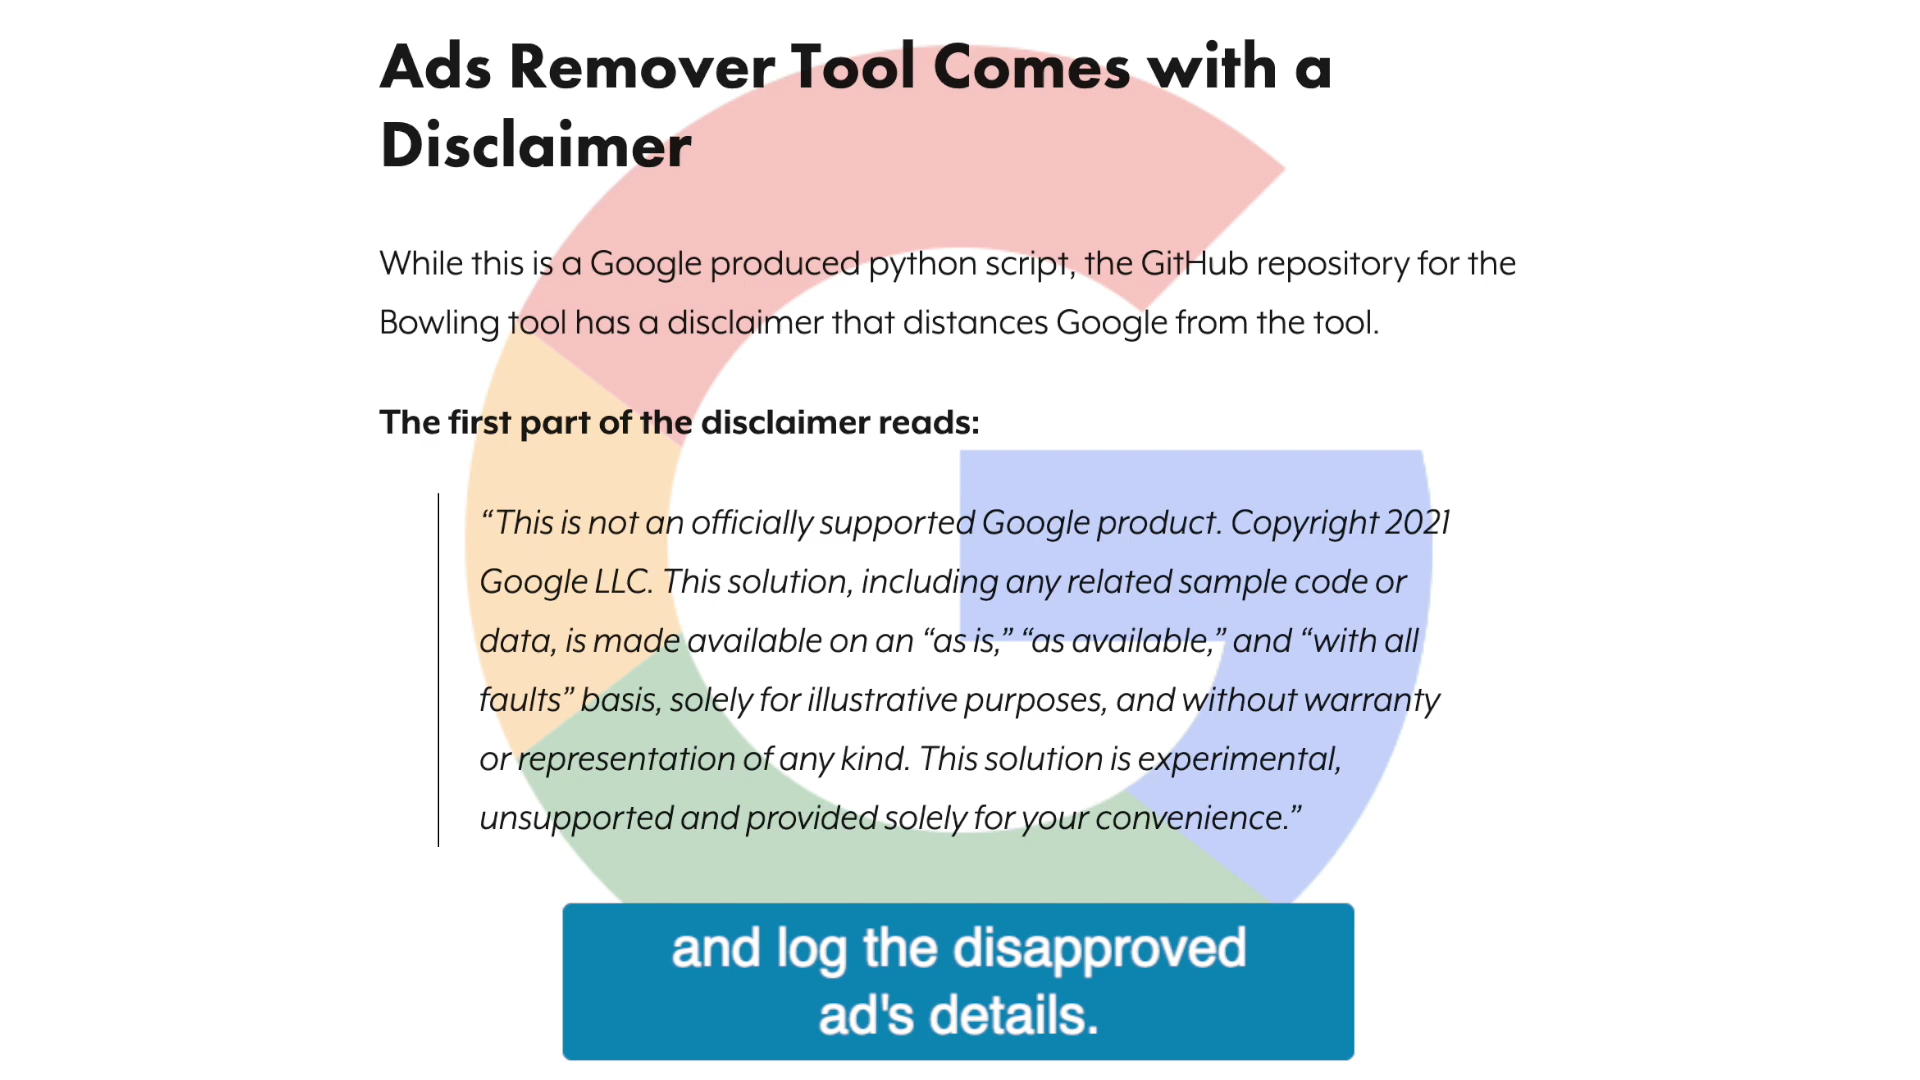 Ads Remover Tool Comes with a
Disclaimer
While this is a Google produced python script, the GitHub repository for the
Bowling tool has a disclaimer that distances Google from the tool.
The first part of the disclaimer reads:
“This is not an officially supported Google product. Copyright 2021
Google LLC. This solution, including any related sample code or
data, is made available on an “as is,” “as available,” and “with all
faults” basis, solely for illustrative purposes, and without warranty
or representation of any kind. This solution is experimental,
unsupported and provided solely for your convenience.”
and log the disapproved
ad's details.